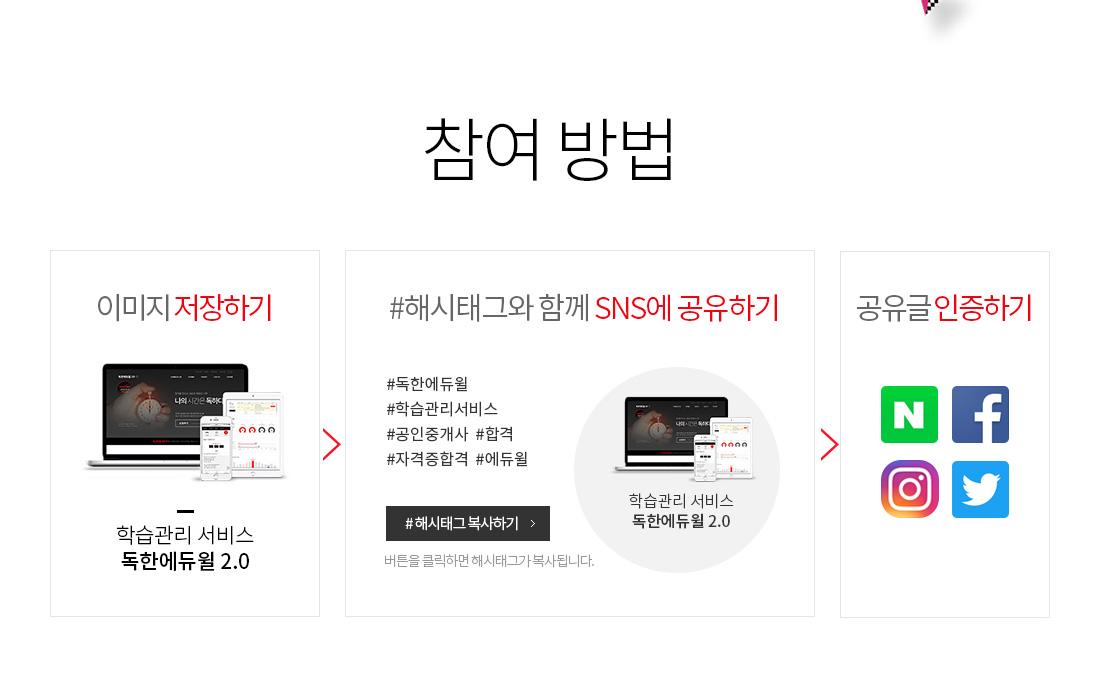 참여 방법
이미지 저장하기
학습관리 서비스
독한에듀윌 2.0
#해시태그와 함께 SNS에 공유하기
#독한에듀윌
#학습관리서비스
#공인중개사 #합격
#자격증합격 #에듀윌
# 해시태그 복사하기
버튼을 클릭하면 해시태그가 복사됩니다.
학습관리 서비스
독한에듀윌 2.0
공유글 인증하기